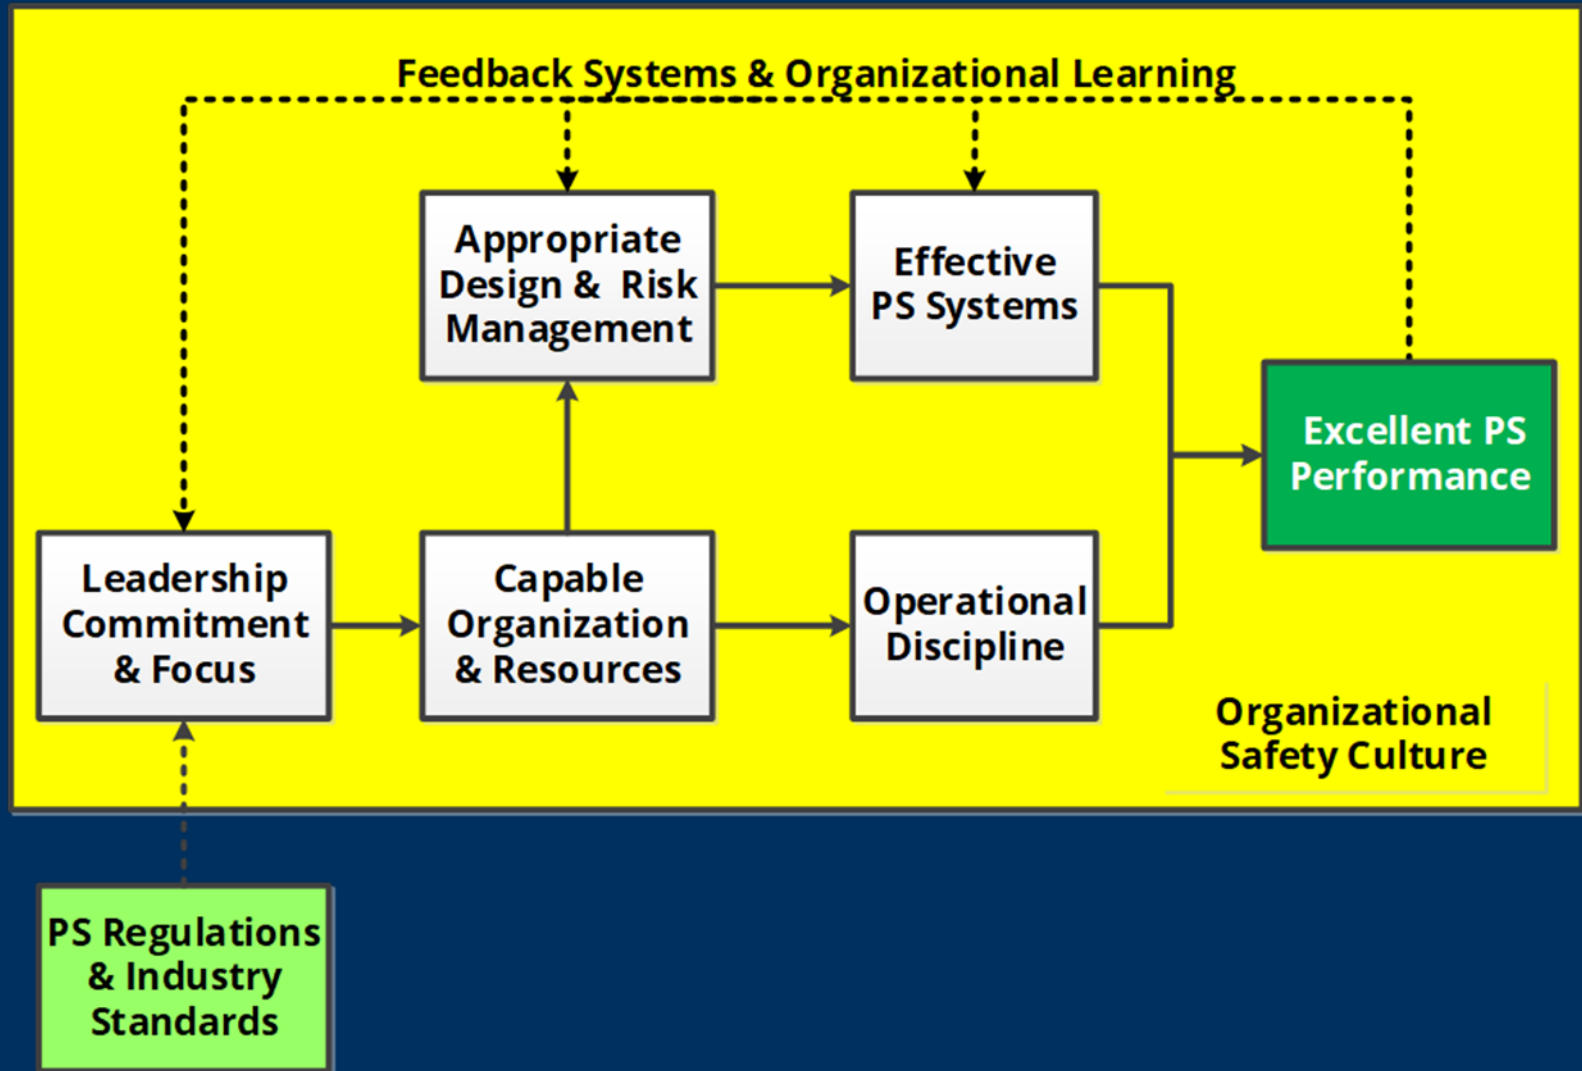 Feedback Systems & Organizational Learning
Appropriate
Design & Risk
Management
Effective
PS Systems
Excellent PS
Performance
Leadership
Commitment
& Focus
Capable
Organization
& Resources
Operational
Discipline
Organizational
Safety Culture
PS Regulations
& Industry
Standards